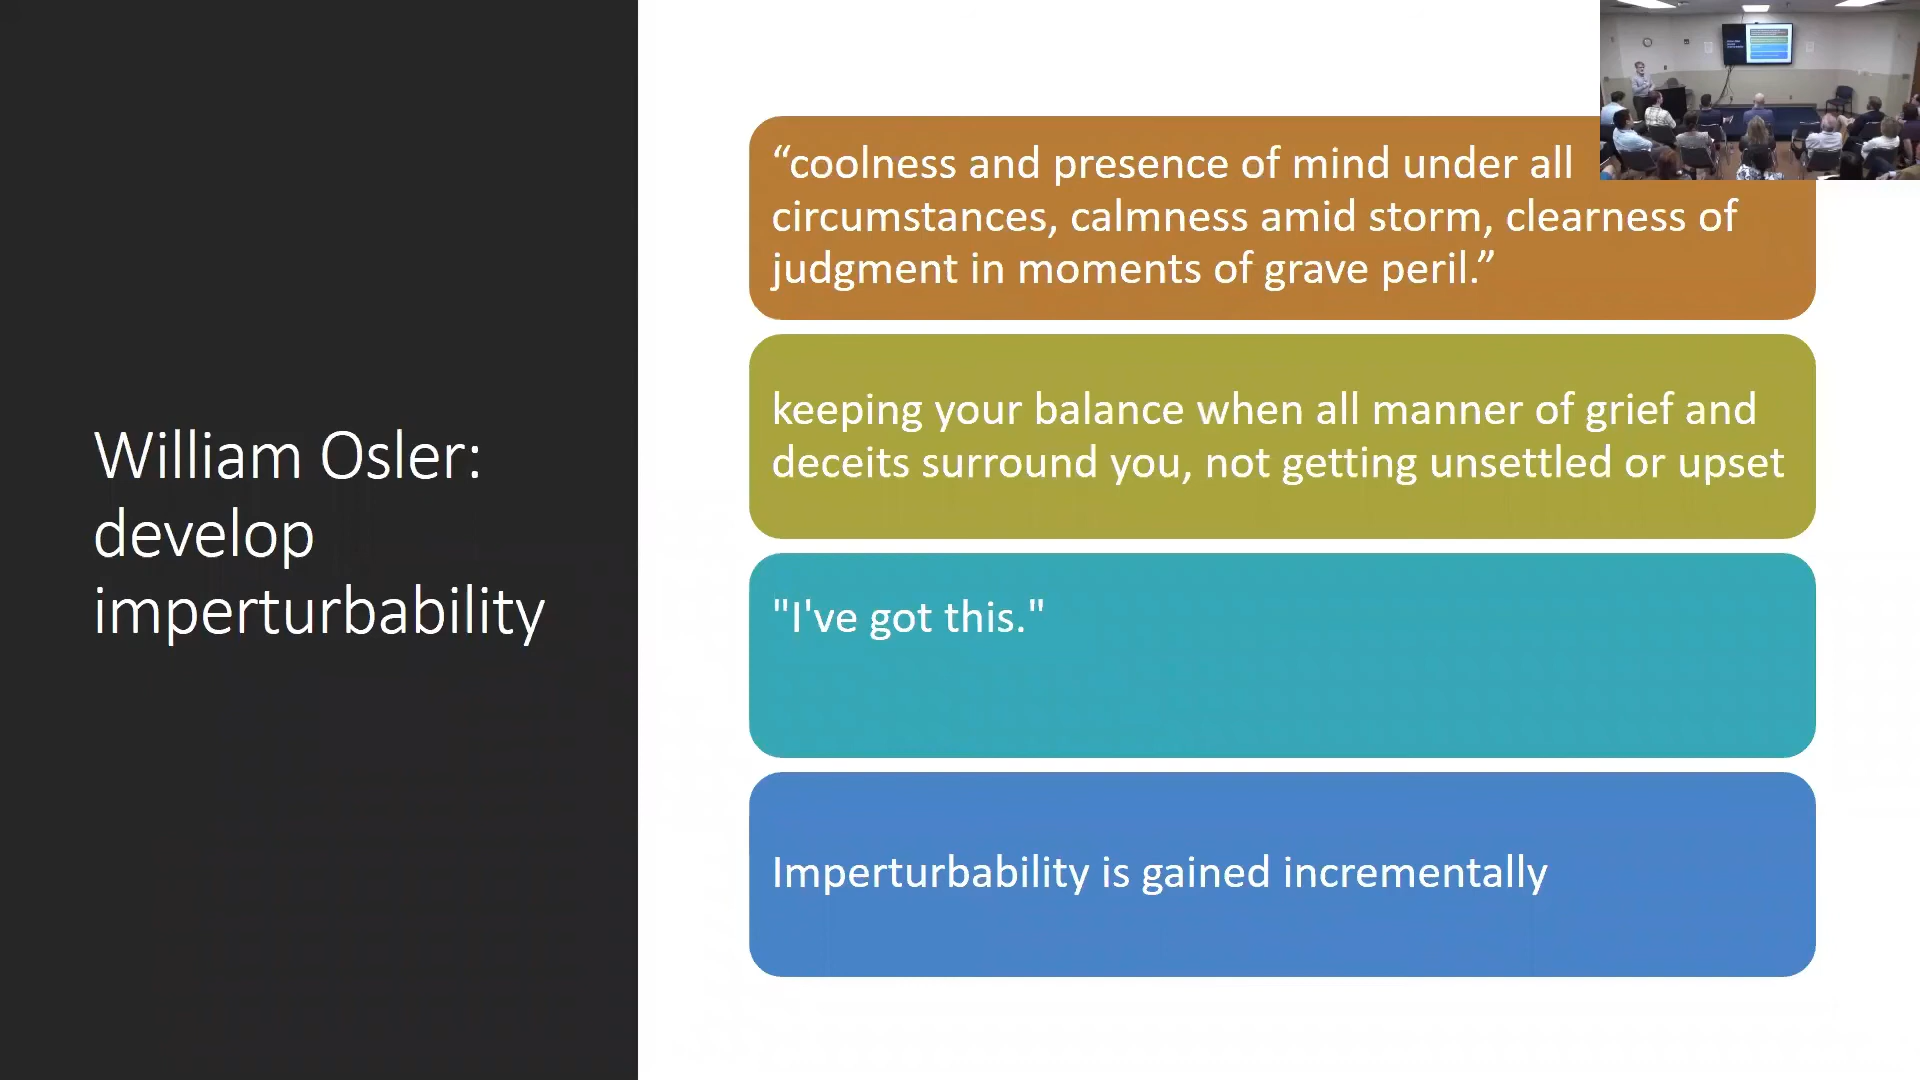 William Osler:
develop
imperturbability
“coolness and presence of mind under all
circumstances, calmness amid storm, clearness of
judgment in moments of grave peril.”
keeping your balance when all manner of grief and
deceits surround you, not getting unsettled or upset
"I've got this."
Imperturbability is gained incrementally